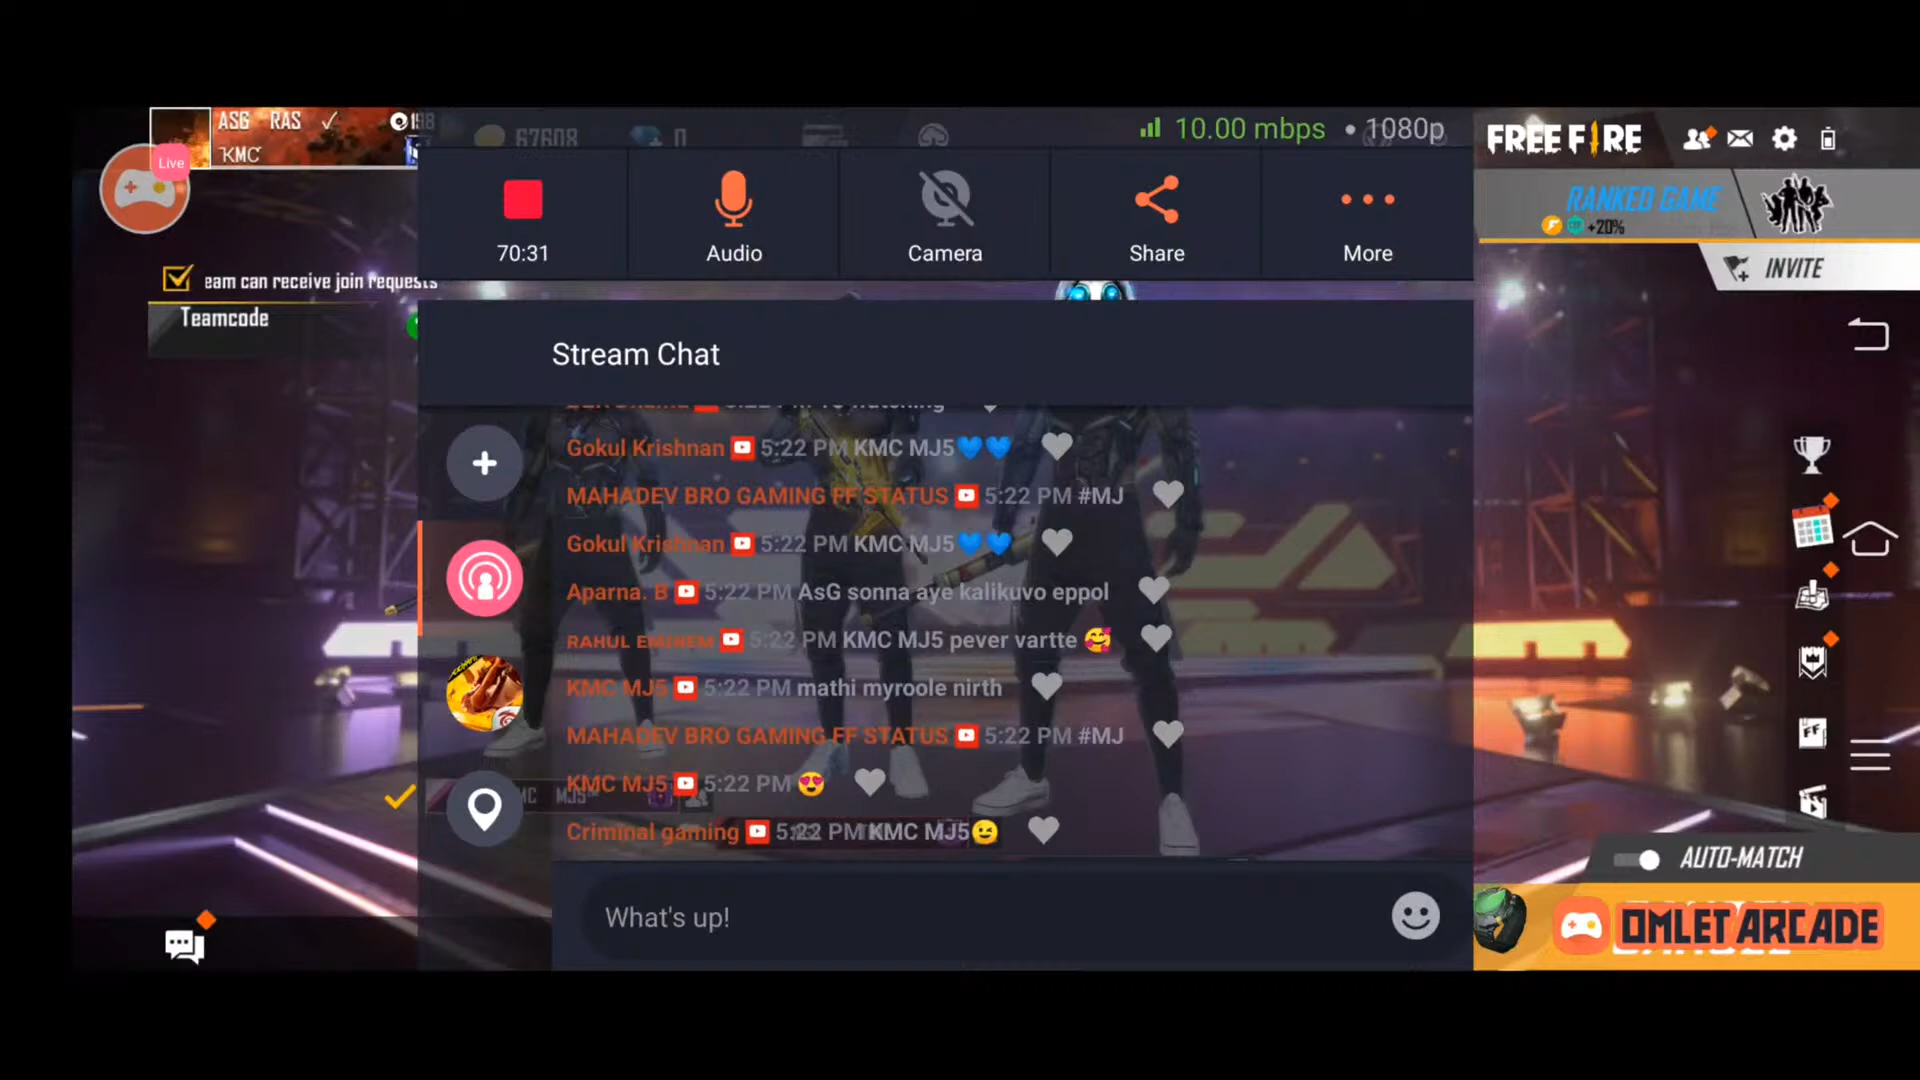 ASG RAS ✓
198
KMC
Live
67608
0
10.00 mbps • 1080p
FREE FIRE
RANKED GAME
+20%
INVITE
70:31
Audio
Camera
Share
More
eam can receive join requests
Teamcode
Stream Chat
Gokul Krishnan 5:22 PM KMC MJ5💙💙
MAHADEV BRO GAMING FF STATUS 5:22 PM #MJ
Gokul Krishnan 5:22 PM KMC MJ5💙💙
Aparna. B 5:22 PM AsG sonna aye kalikuvo eppol
RAHUL EMINEM 5:22 PM KMC MJ5 pever vartte 🥰
KMC MJ5 5:22 PM mathi myroole nirth
MAHADEV BRO GAMING FF STATUS 5:22 PM #MJ
KMC MJ5 5:22 PM 😍
Criminal gaming 5:22 PM KMC MJ5😉
FF
AUTO-MATCH
What's up!
OMLET ARCADE